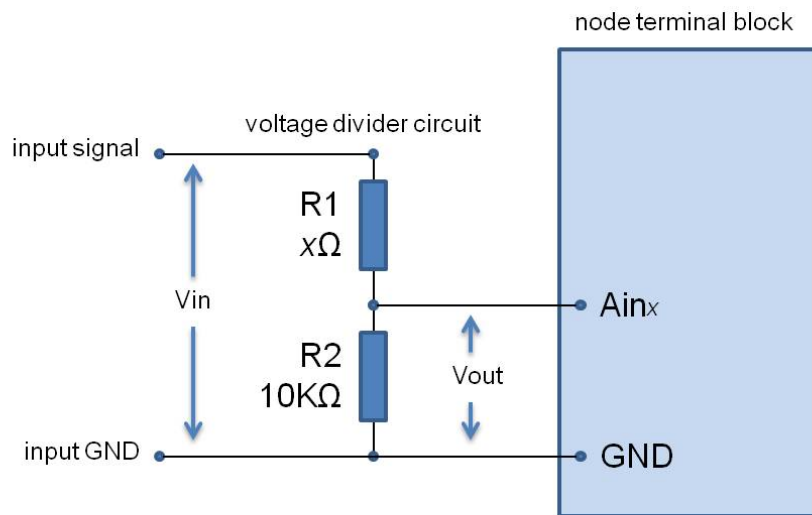 node terminal block
voltage divider circuit
input signal
R1
xΩ
Vin
Ainx
R2
10KΩ
Vout
input GND
GND